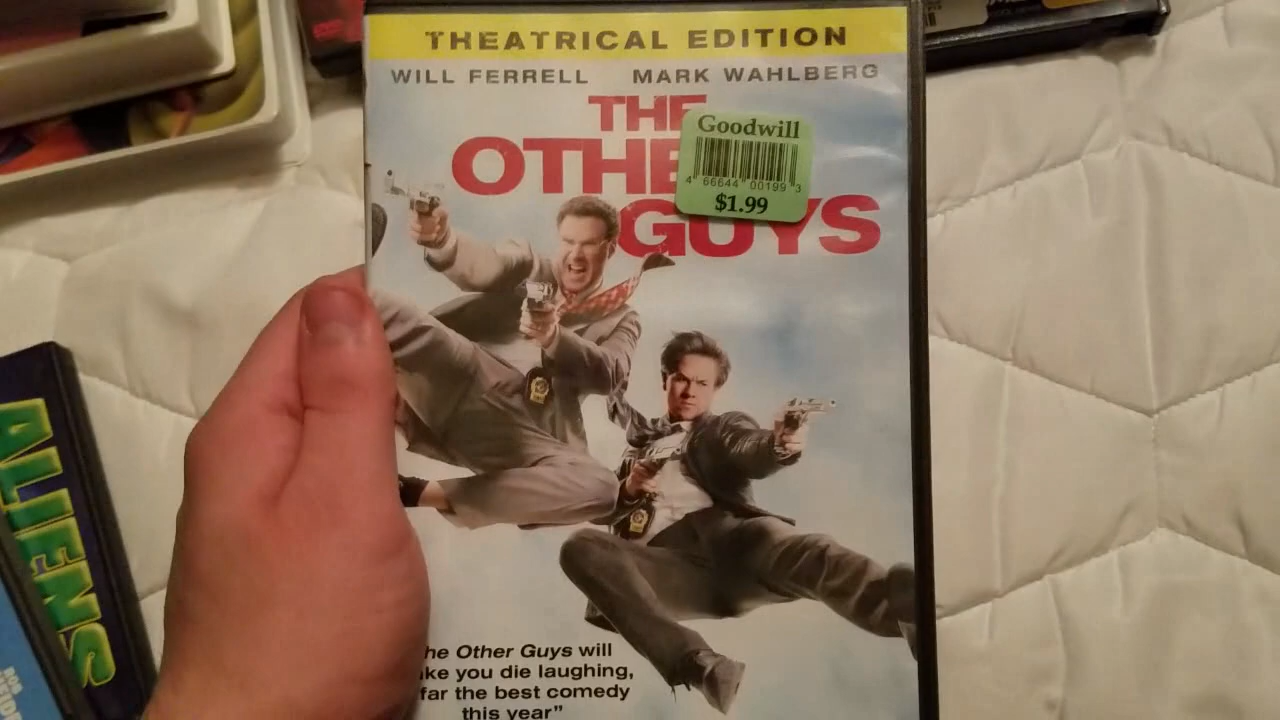 THEATRICAL EDITION
WILL FERRELL MARK WAHLBERG
THE
OTHE
GUYS
Goodwill
4 66644 00199 3
$1.99
he Other Guys will
ke you die laughing,
far the best comedy
this year"
ALIENS